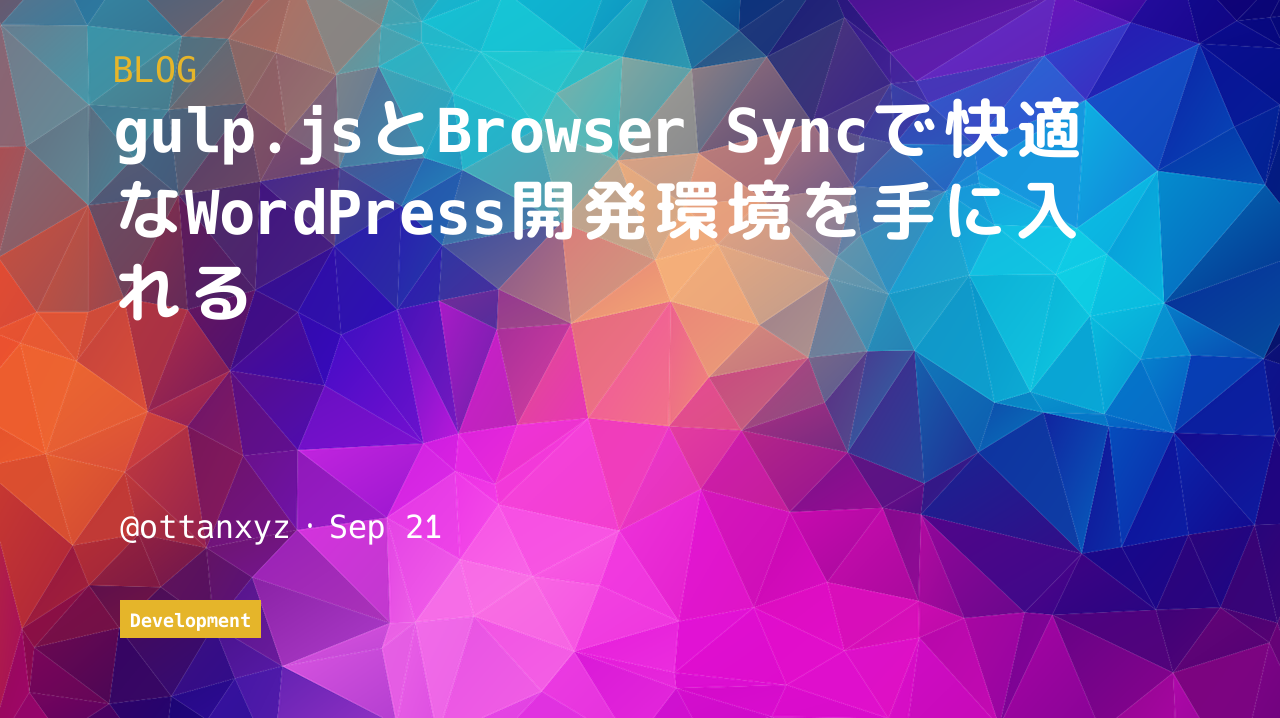 BLOG
gulp.jsとBrowser Syncで快適
なWordPress開発環境を手に入
れる
@ottanxyz・Sep 21
Development